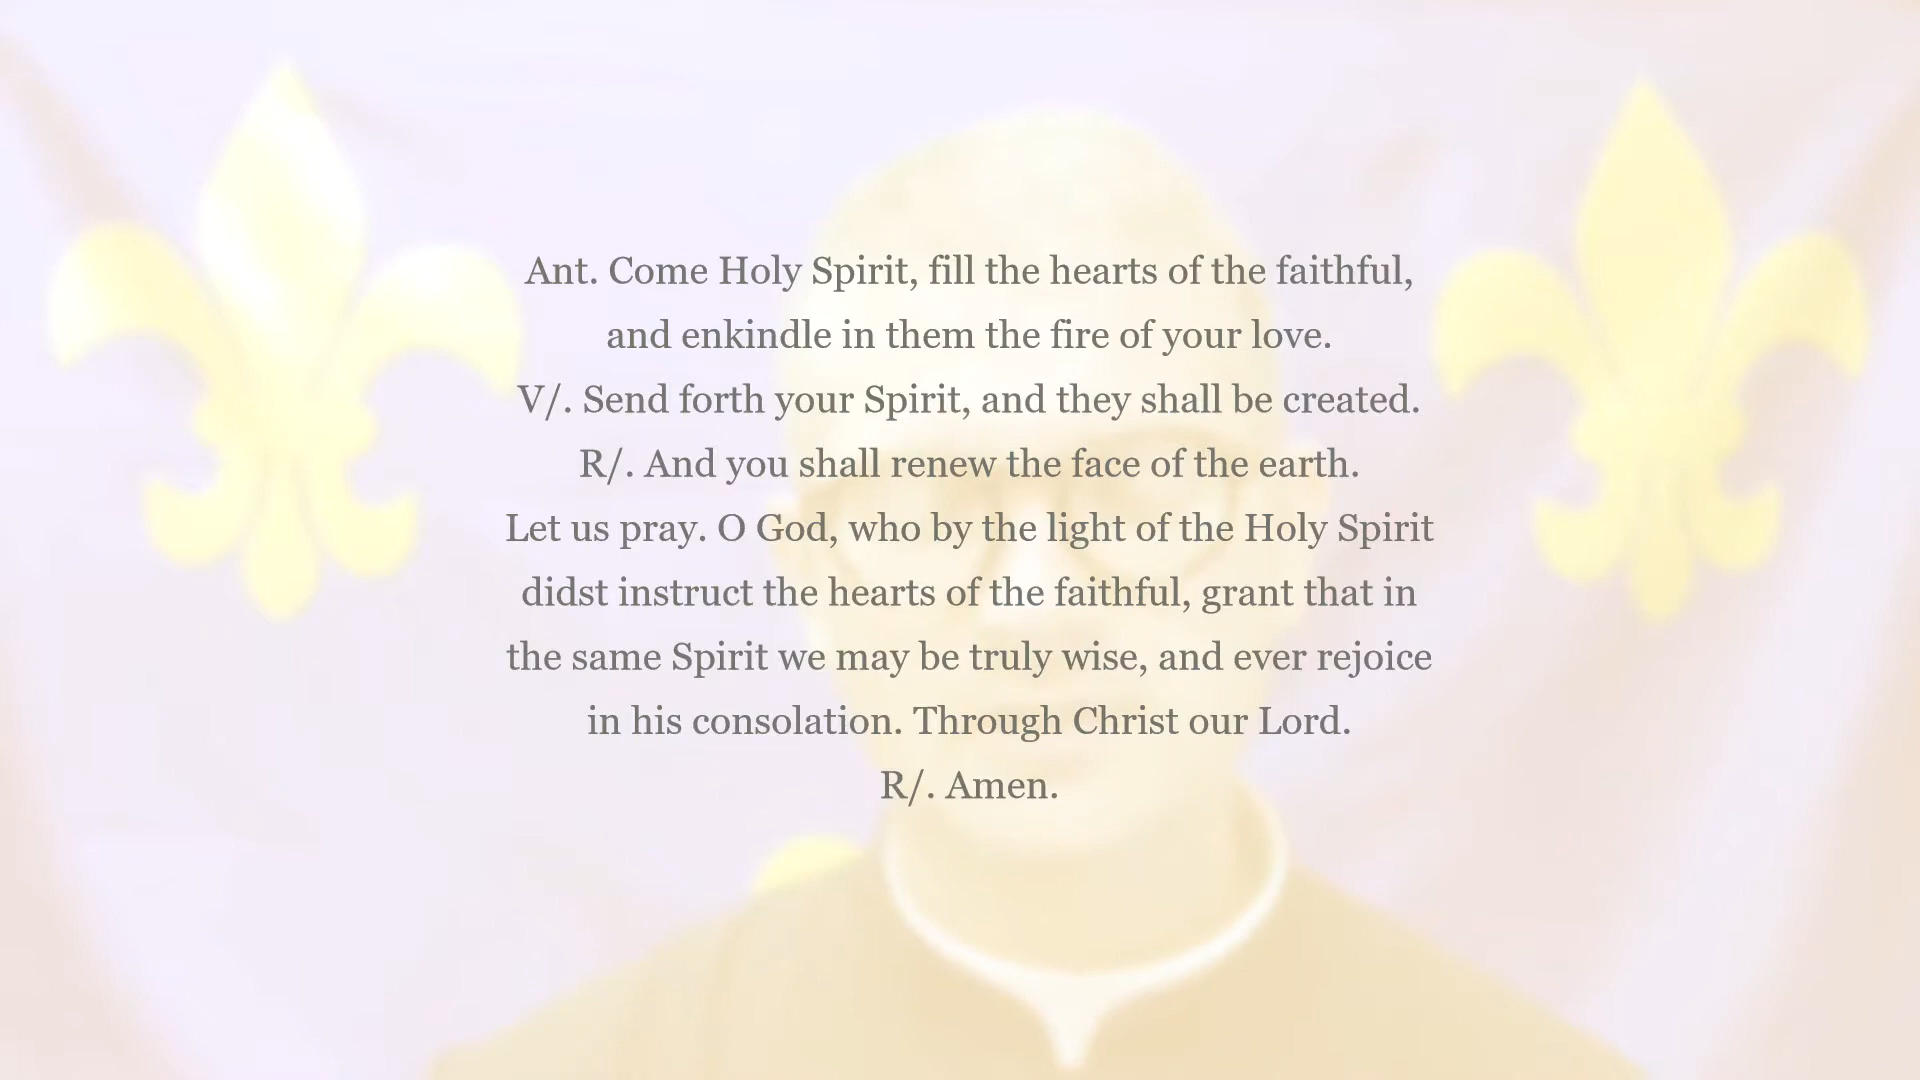 Ant. Come Holy Spirit, fill the hearts of the faithful,
and enkindle in them the fire of your love.
V/. Send forth your Spirit, and they shall be created.
R/. And you shall renew the face of the earth.
Let us pray. O God, who by the light of the Holy Spirit
didst instruct the hearts of the faithful, grant that in
the same Spirit we may be truly wise, and ever rejoice
in his consolation. Through Christ our Lord.
R/. Amen.